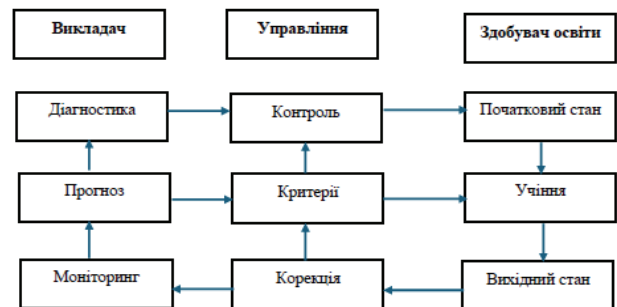 Викладач
Управління
Здобувач освіти
Діагностика
Контроль
Початковий стан
Прогноз
Критерії
Учіння
Моніторинг
Корекція
Вихідний стан